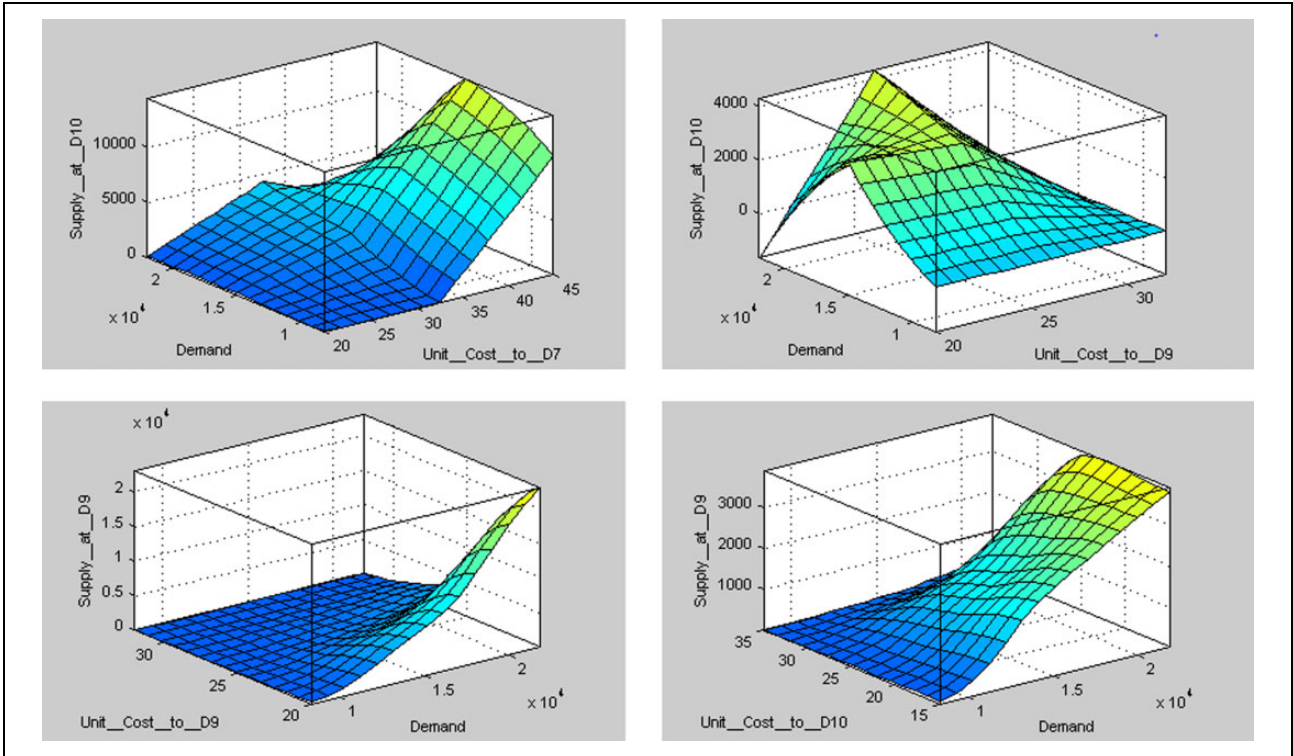 Supply__at__D10
10000
5000
0
2
1.5
1
x 10⁴
Demand
20
25
30
35
40
45
Unit__Cost__to__D7
Supply__at__D10
4000
2000
0
2
1.5
1
x 10⁴
Demand
20
25
30
Unit__Cost__to__D9
x 10⁴
Supply__at__D9
2
1.5
1
0.5
0
30
25
20
Unit__Cost__to__D9
1
1.5
2
x 10⁴
Demand
Supply__at__D9
3000
2000
1000
35
30
25
20
15
Unit__Cost__to__D10
1
1.5
2
x 10⁴
Demand